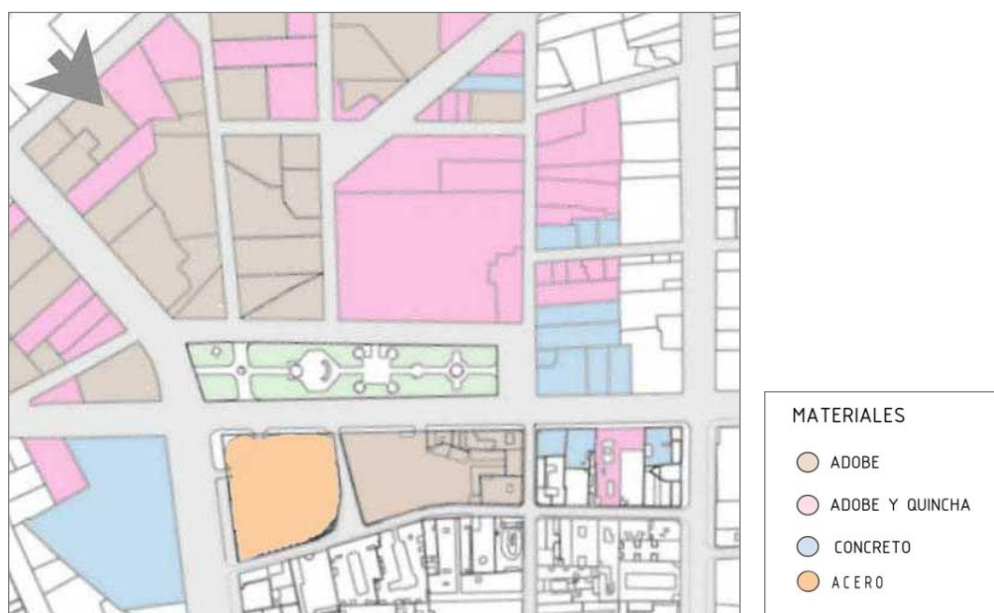 MATERIALES
ADOBE
ADOBE Y QUINCHA
CONCRETO
ACERO